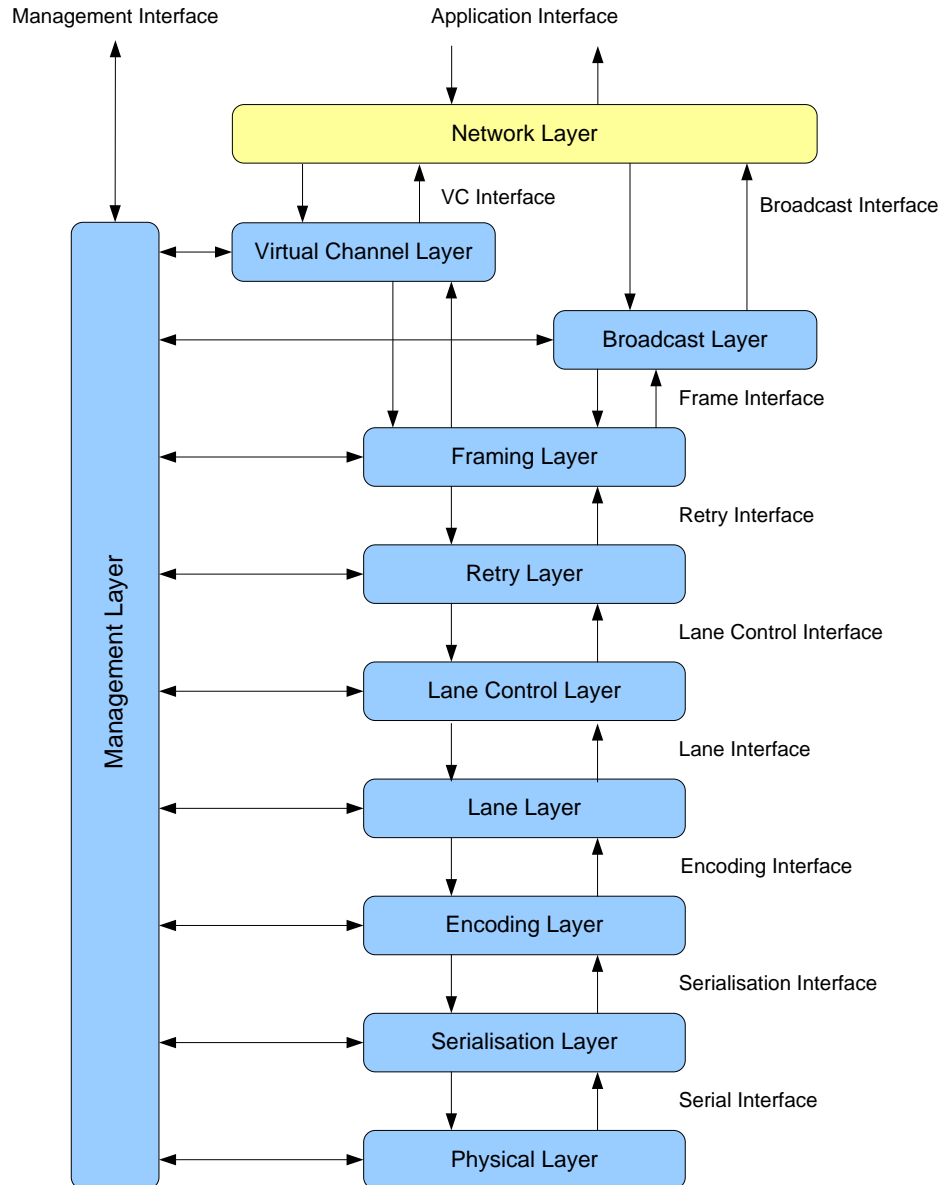 Management Interface
Application Interface
Network Layer
VC Interface
Broadcast Interface
Virtual Channel Layer
Broadcast Layer
Frame Interface
Framing Layer
Retry Interface
Management Layer
Retry Layer
Lane Control Interface
Lane Control Layer
Lane Interface
Lane Layer
Encoding Interface
Encoding Layer
Serialisation Interface
Serialisation Layer
Serial Interface
Physical Layer